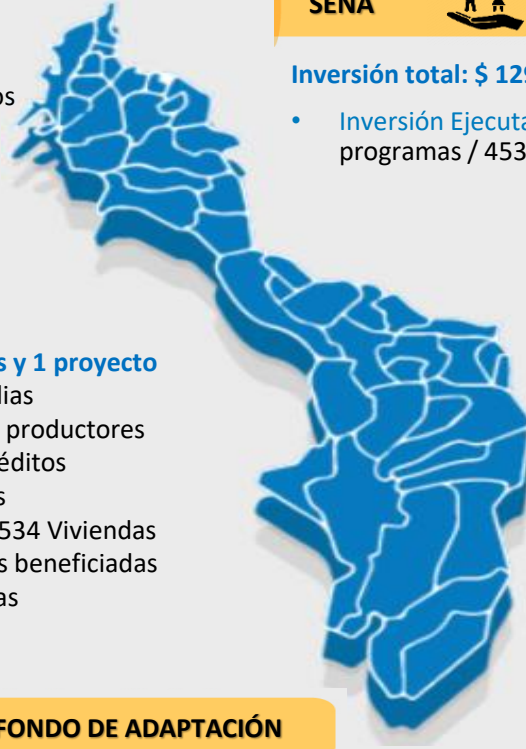 SENA
Inversión total: $ 129
• Inversión Ejecuta
programas / 453
os
s y 1 proyecto
lias
productores
éditos
s
534 Viviendas
s beneficiadas
as
FONDO DE ADAPTACIÓN